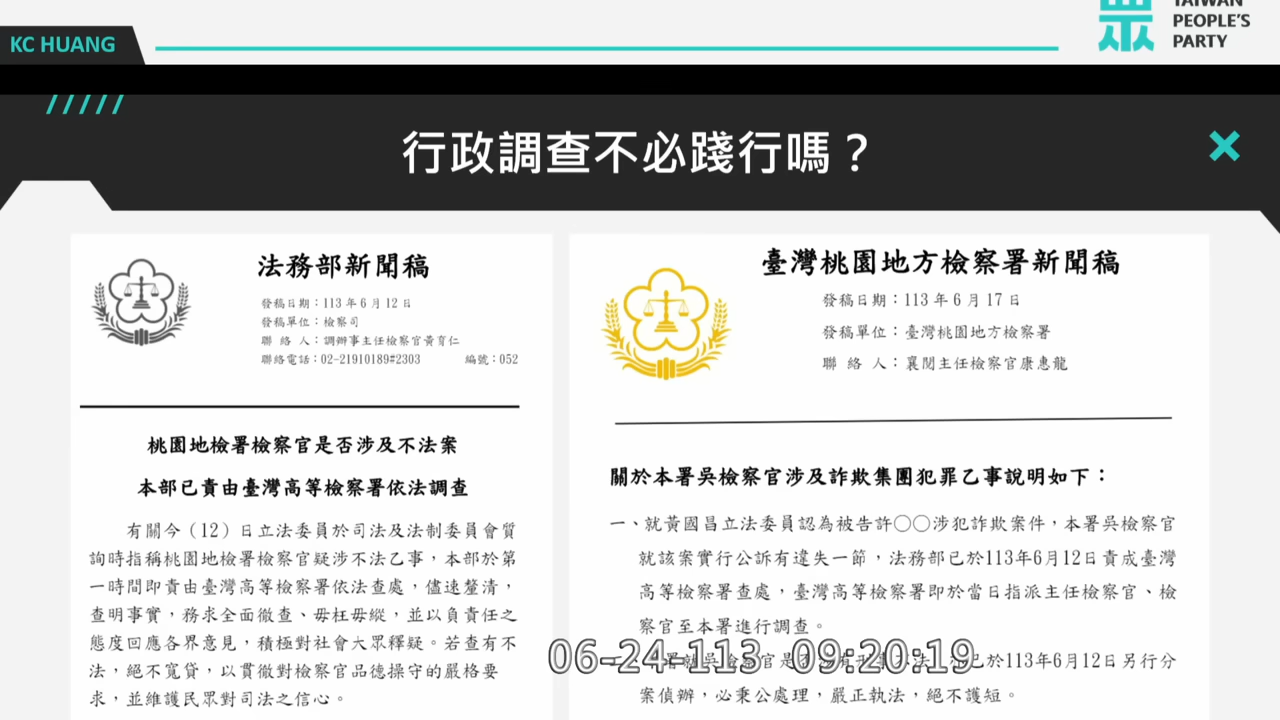 TAIWAN
PEOPLE'S
PARTY
眾
KC HUANG
行政調查不必踐行嗎？
法務部新聞稿
發稿日期：113 年 6 月 12 日
發稿單位：檢察司
聯 絡 人：調辦事主任檢察官黃育仁
聯絡電話：02-21910189#2303 編號：052
桃園地檢署檢察官是否涉及不法案
本部已責由臺灣高等檢察署依法調查
有關今（12）日立法委員於司法及法制委員會質
詢時指稱桃園地檢署檢察官疑涉不法乙事，本部於第
一時間即責由臺灣高等檢察署依法查處，儘速釐清，
查明事實，務求全面徹查、毋枉毋縱，並以負責任之
態度回應各界意見，積極對社會大眾釋疑。若查有不
法，絕不寬貸，以貫徹對檢察官品德操守的嚴格要
求，並維護民眾對司法之信心。
臺灣桃園地方檢察署新聞稿
發稿日期：113 年 6 月 17 日
發稿單位：臺灣桃園地方檢察署
聯 絡 人：襄閱主任檢察官康惠龍
關於本署吳檢察官涉及詐欺集團犯罪乙事說明如下：
一、就黃國昌立法委員認為被告許○○涉犯詐欺案件，本署吳檢察官
就該案實行公訴有違失一節，法務部已於113年6月12日責成臺灣
高等檢察署查處，臺灣高等檢察署即於當日指派主任檢察官、檢
察官至本署進行調查。
署就吳檢察官是否 已於113年6月12日另行分
案偵辦，必秉公處理，嚴正執法，絕不護短。
06-24-113 09:20:19